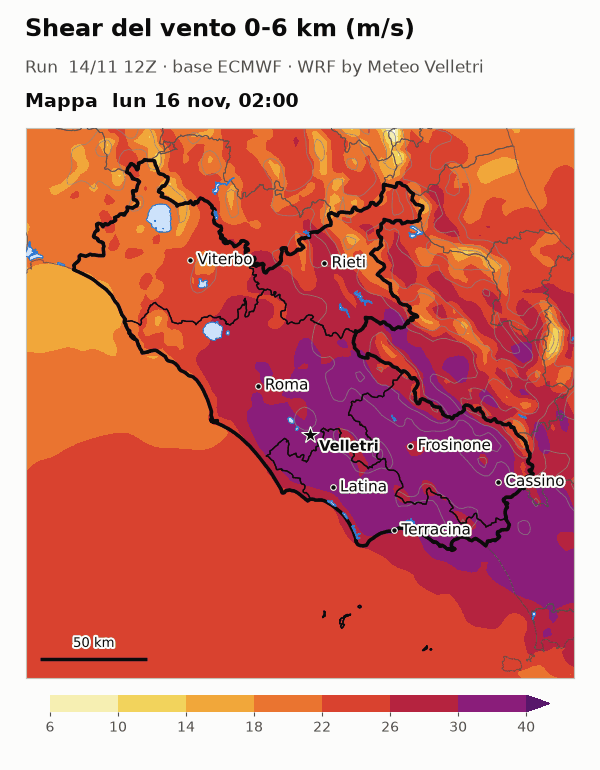 Shear del vento 0-6 km (m/s)
Run  14/11 12Z · base ECMWF · WRF by Meteo Velletri
Mappa  lun 16 nov, 02:00
Viterbo
Rieti
Roma
Velletri
Frosinone
Latina
Cassino
Terracina
50 km
6 10 14 18 22 26 30 40